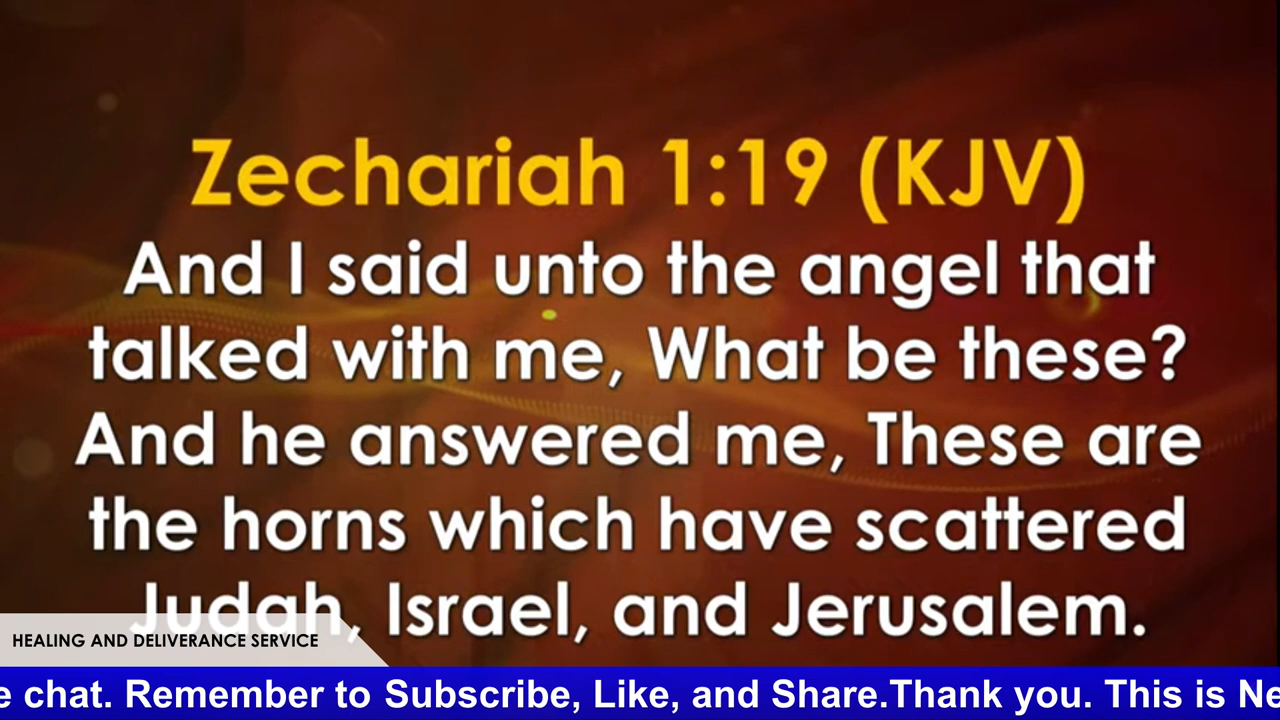 Zechariah 1:19 (KJV)
And I said unto the angel that
talked with me, What be these?
And he answered me, These are
the horns which have scattered
Judah, Israel, and Jerusalem.
HEALING AND DELIVERANCE SERVICE
chat. Remember to Subscribe, Like, and Share.Thank you. This is